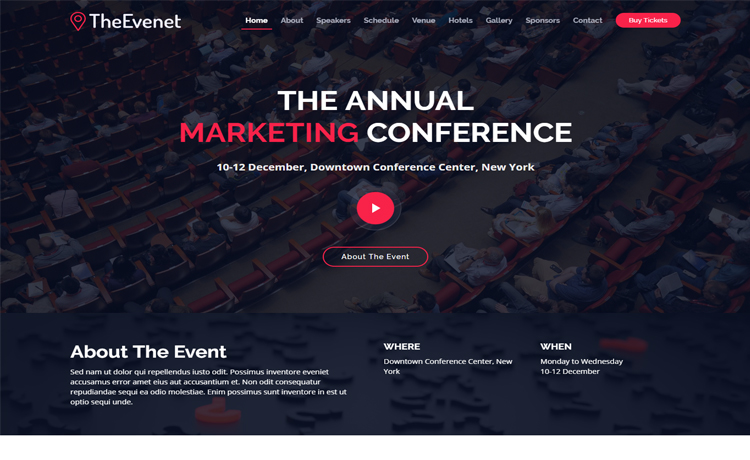 TheEvenet
Home About Speakers Schedule Venue Hotels Gallery Sponsors Contact Buy Tickets
THE ANNUAL
MARKETING CONFERENCE
10-12 December, Downtown Conference Center, New York
About The Event
About The Event
Sed nam ut dolor qui repellendus iusto odit. Possimus inventore eveniet
accusamus error amet eius aut accusantium et. Non odit consequatur
repudiandae sequi ea odio molestiae. Enim possimus sunt inventore in est ut
optio sequi unde.
WHERE
Downtown Conference Center, New
York
WHEN
Monday to Wednesday
10-12 December